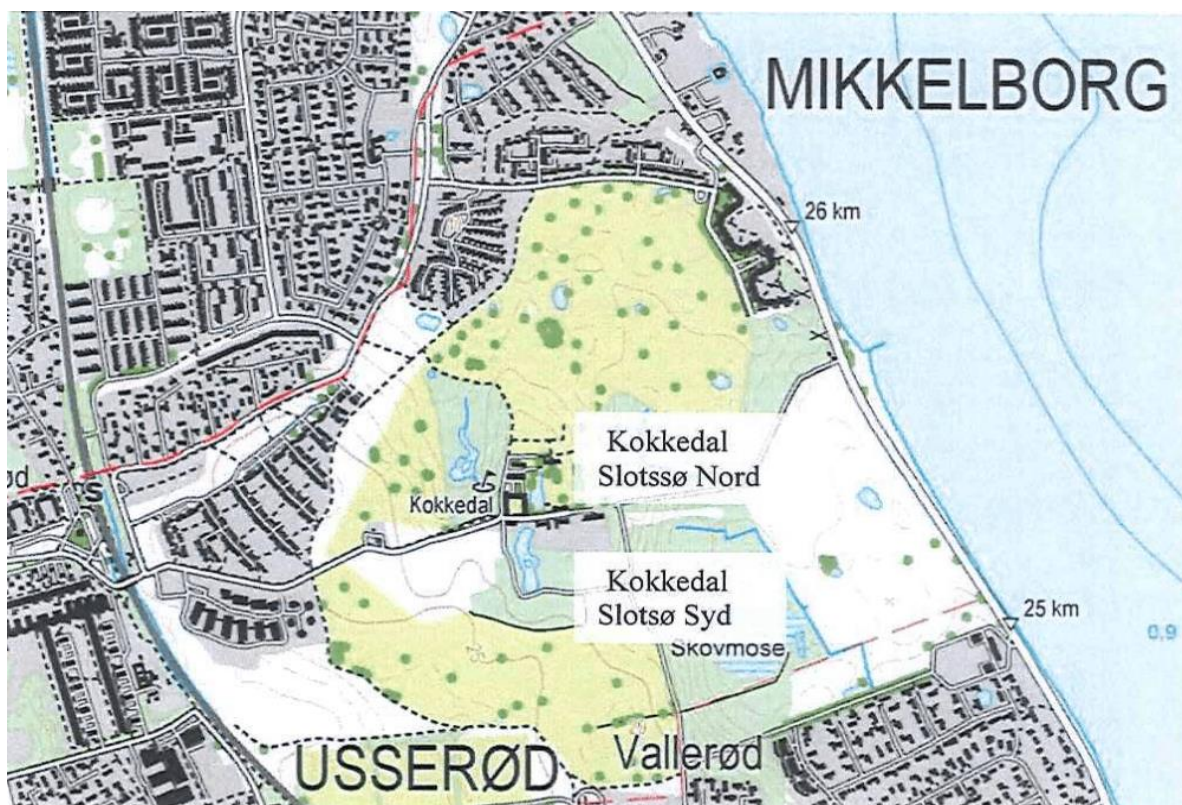 MIKKELBORG
26 km
Kokkedal
Slotssø Nord
Kokkedal
Kokkedal
Slotsø Syd
25 km
0,9
Skovmose
USSERØD
Vallerød